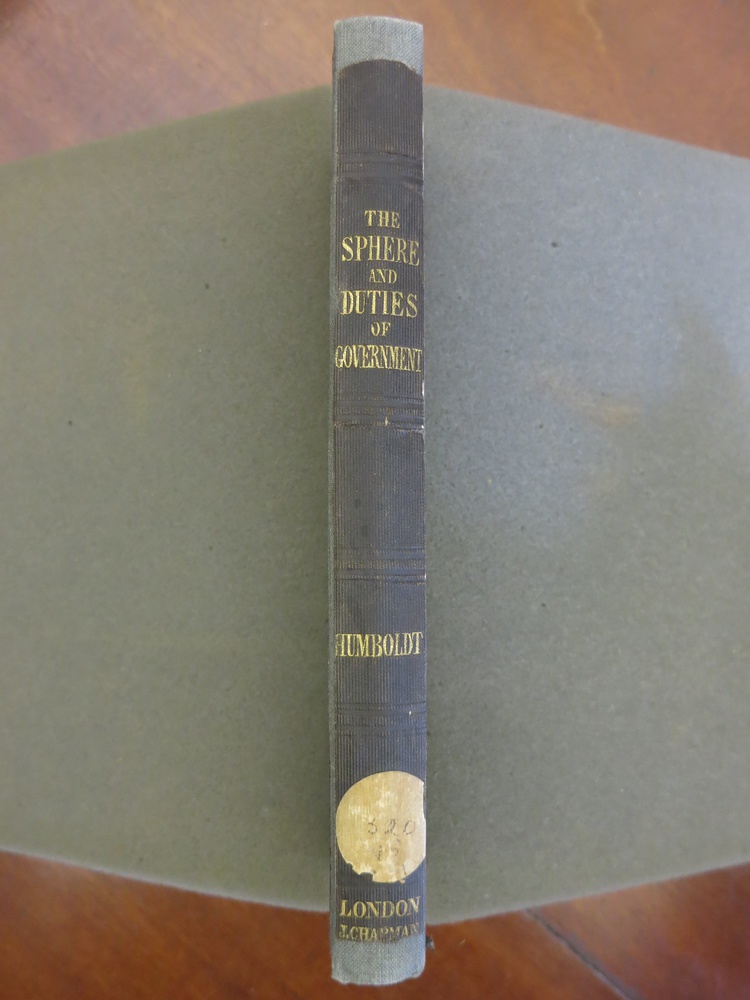 THE
SPHERE
AND
DUTIES
OF
GOVERNMENT
HUMBOLDT
320
LONDON
J. CHAPMAN